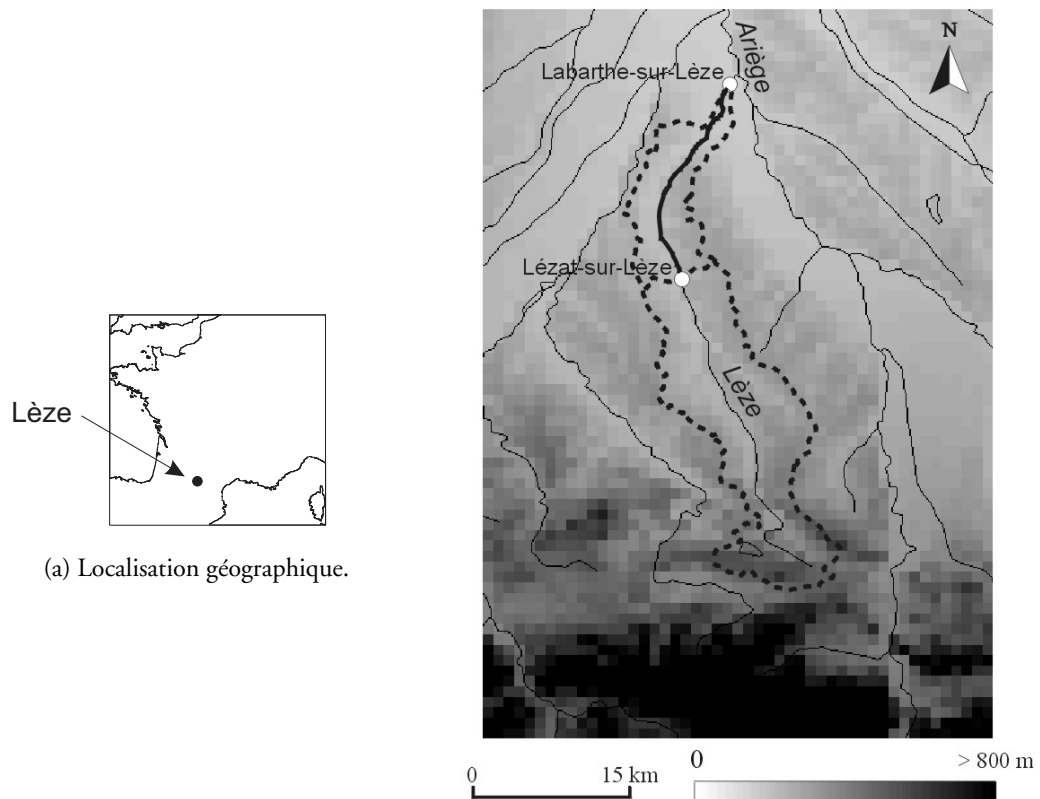 Ariège
N
Labarthe-sur-Lèze
Lézat-sur-Lèze
Lèze
Lèze
(a) Localisation géographique.
0 15 km
0 > 800 m